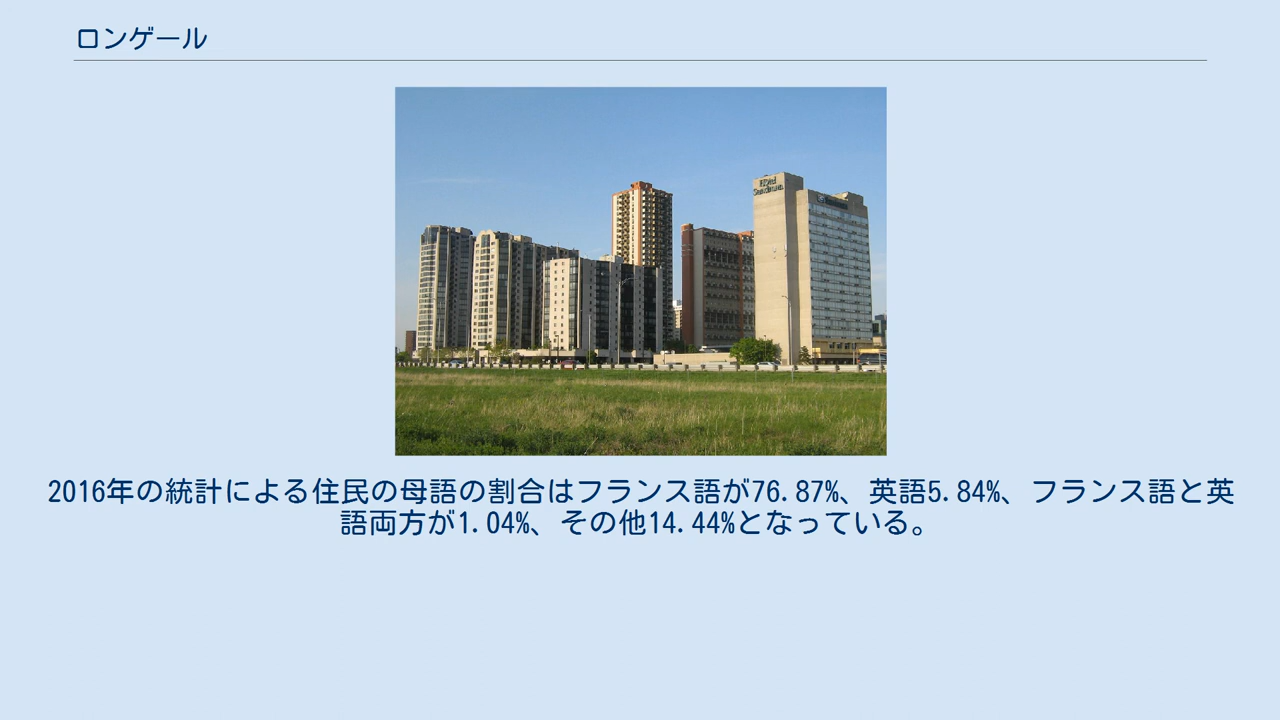 ロンゲール
2016年の統計による住民の母語の割合はフランス語が76.87%、英語5.84%、フランス語と英
語両方が1.04%、その他14.44%となっている。